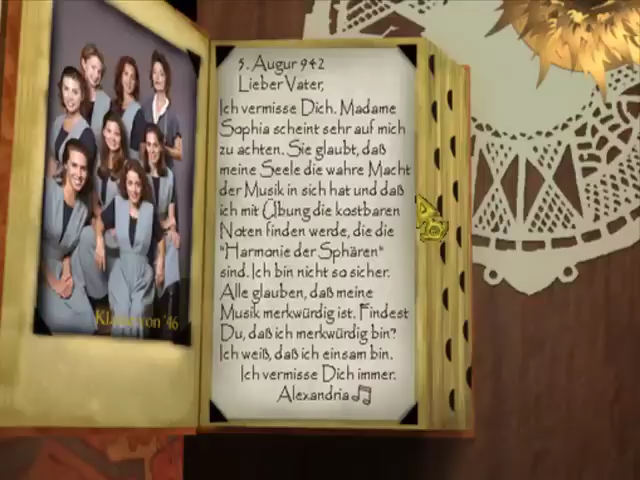 5. Augur 942
Lieber Vater,
Ich vermisse Dich. Madame
Sophia scheint sehr auf mich
zu achten. Sie glaubt, daß
meine Seele die wahre Macht
der Musik in sich hat und daß
ich mit Übung die kostbaren
Noten finden werde, die die
"Harmonie der Sphären"
sind. Ich bin nicht so sicher.
Alle glauben, daß meine
Musik merkwürdig ist. Findest
Du, daß ich merkwürdig bin?
Ich weiß, daß ich einsam bin.
Ich vermisse Dich immer.
Alexandria
von '46